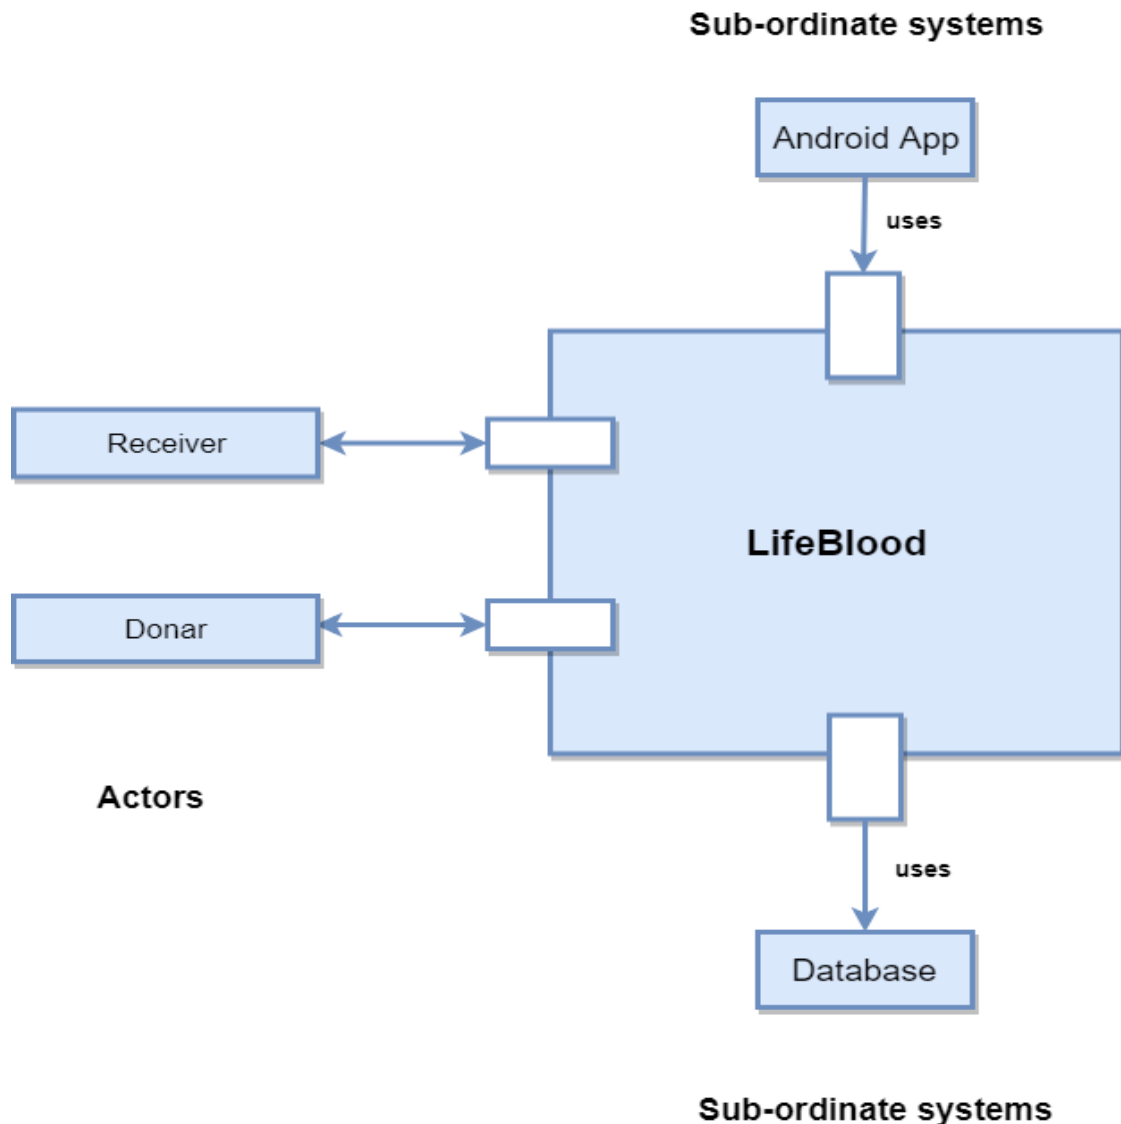 Sub-ordinate systems
Android App
uses
Receiver
LifeBlood
Donar
Actors
uses
Database
Sub-ordinate systems